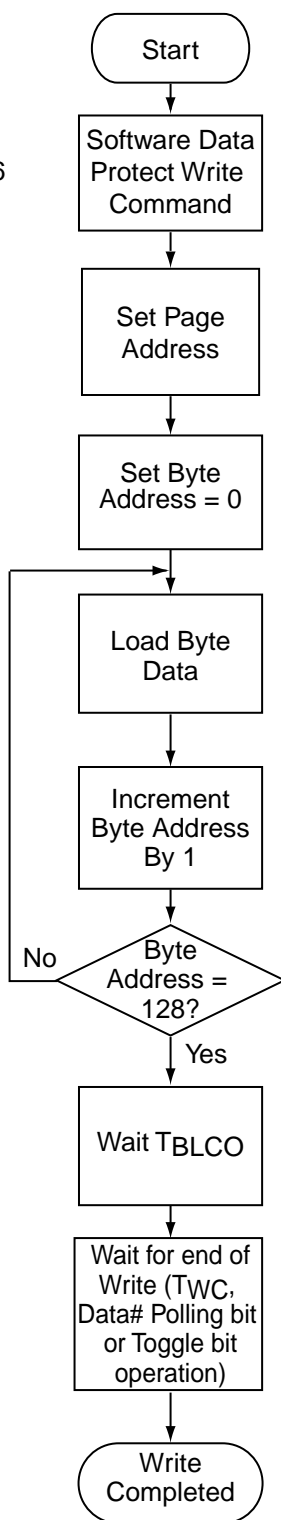 Start
Software Data
Protect Write
Command
6
Set Page
Address
Set Byte
Address = 0
Load Byte
Data
Increment
Byte Address
By 1
Byte
Address =
128?
No
Yes
Wait TBLCO
Wait for end of
Write (TWC,
Data# Polling bit
or Toggle bit
operation)
Write
Completed